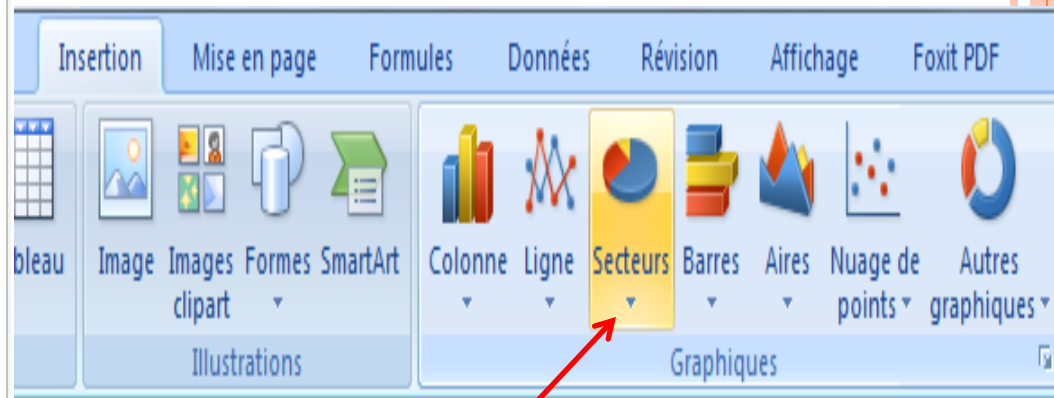 Insertion Mise en page Formules Données Révision Affichage Foxit PDF
bleau Image Images Formes SmartArt Colonne Ligne Secteurs Barres Aires Nuage de Autres
clipart points graphiques
Illustrations Graphiques